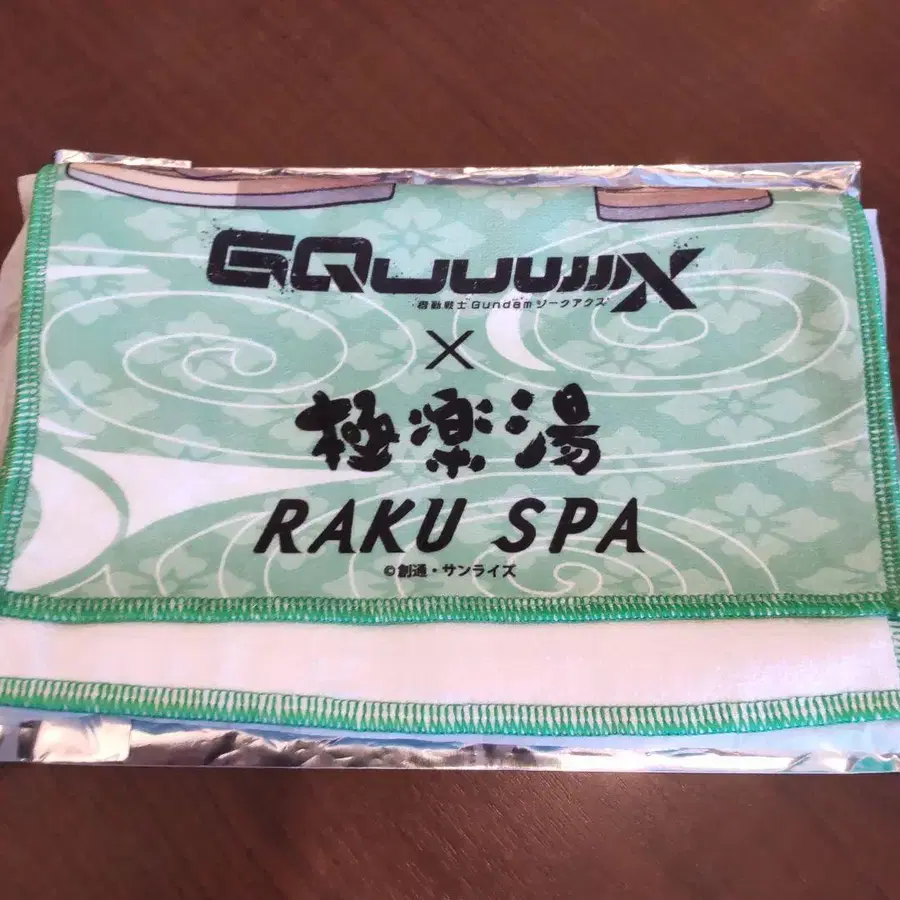 GQuuuuuuX
機動戦士Gundamジークアクス
×
極楽湯
RAKU SPA
©創通・サンライズ